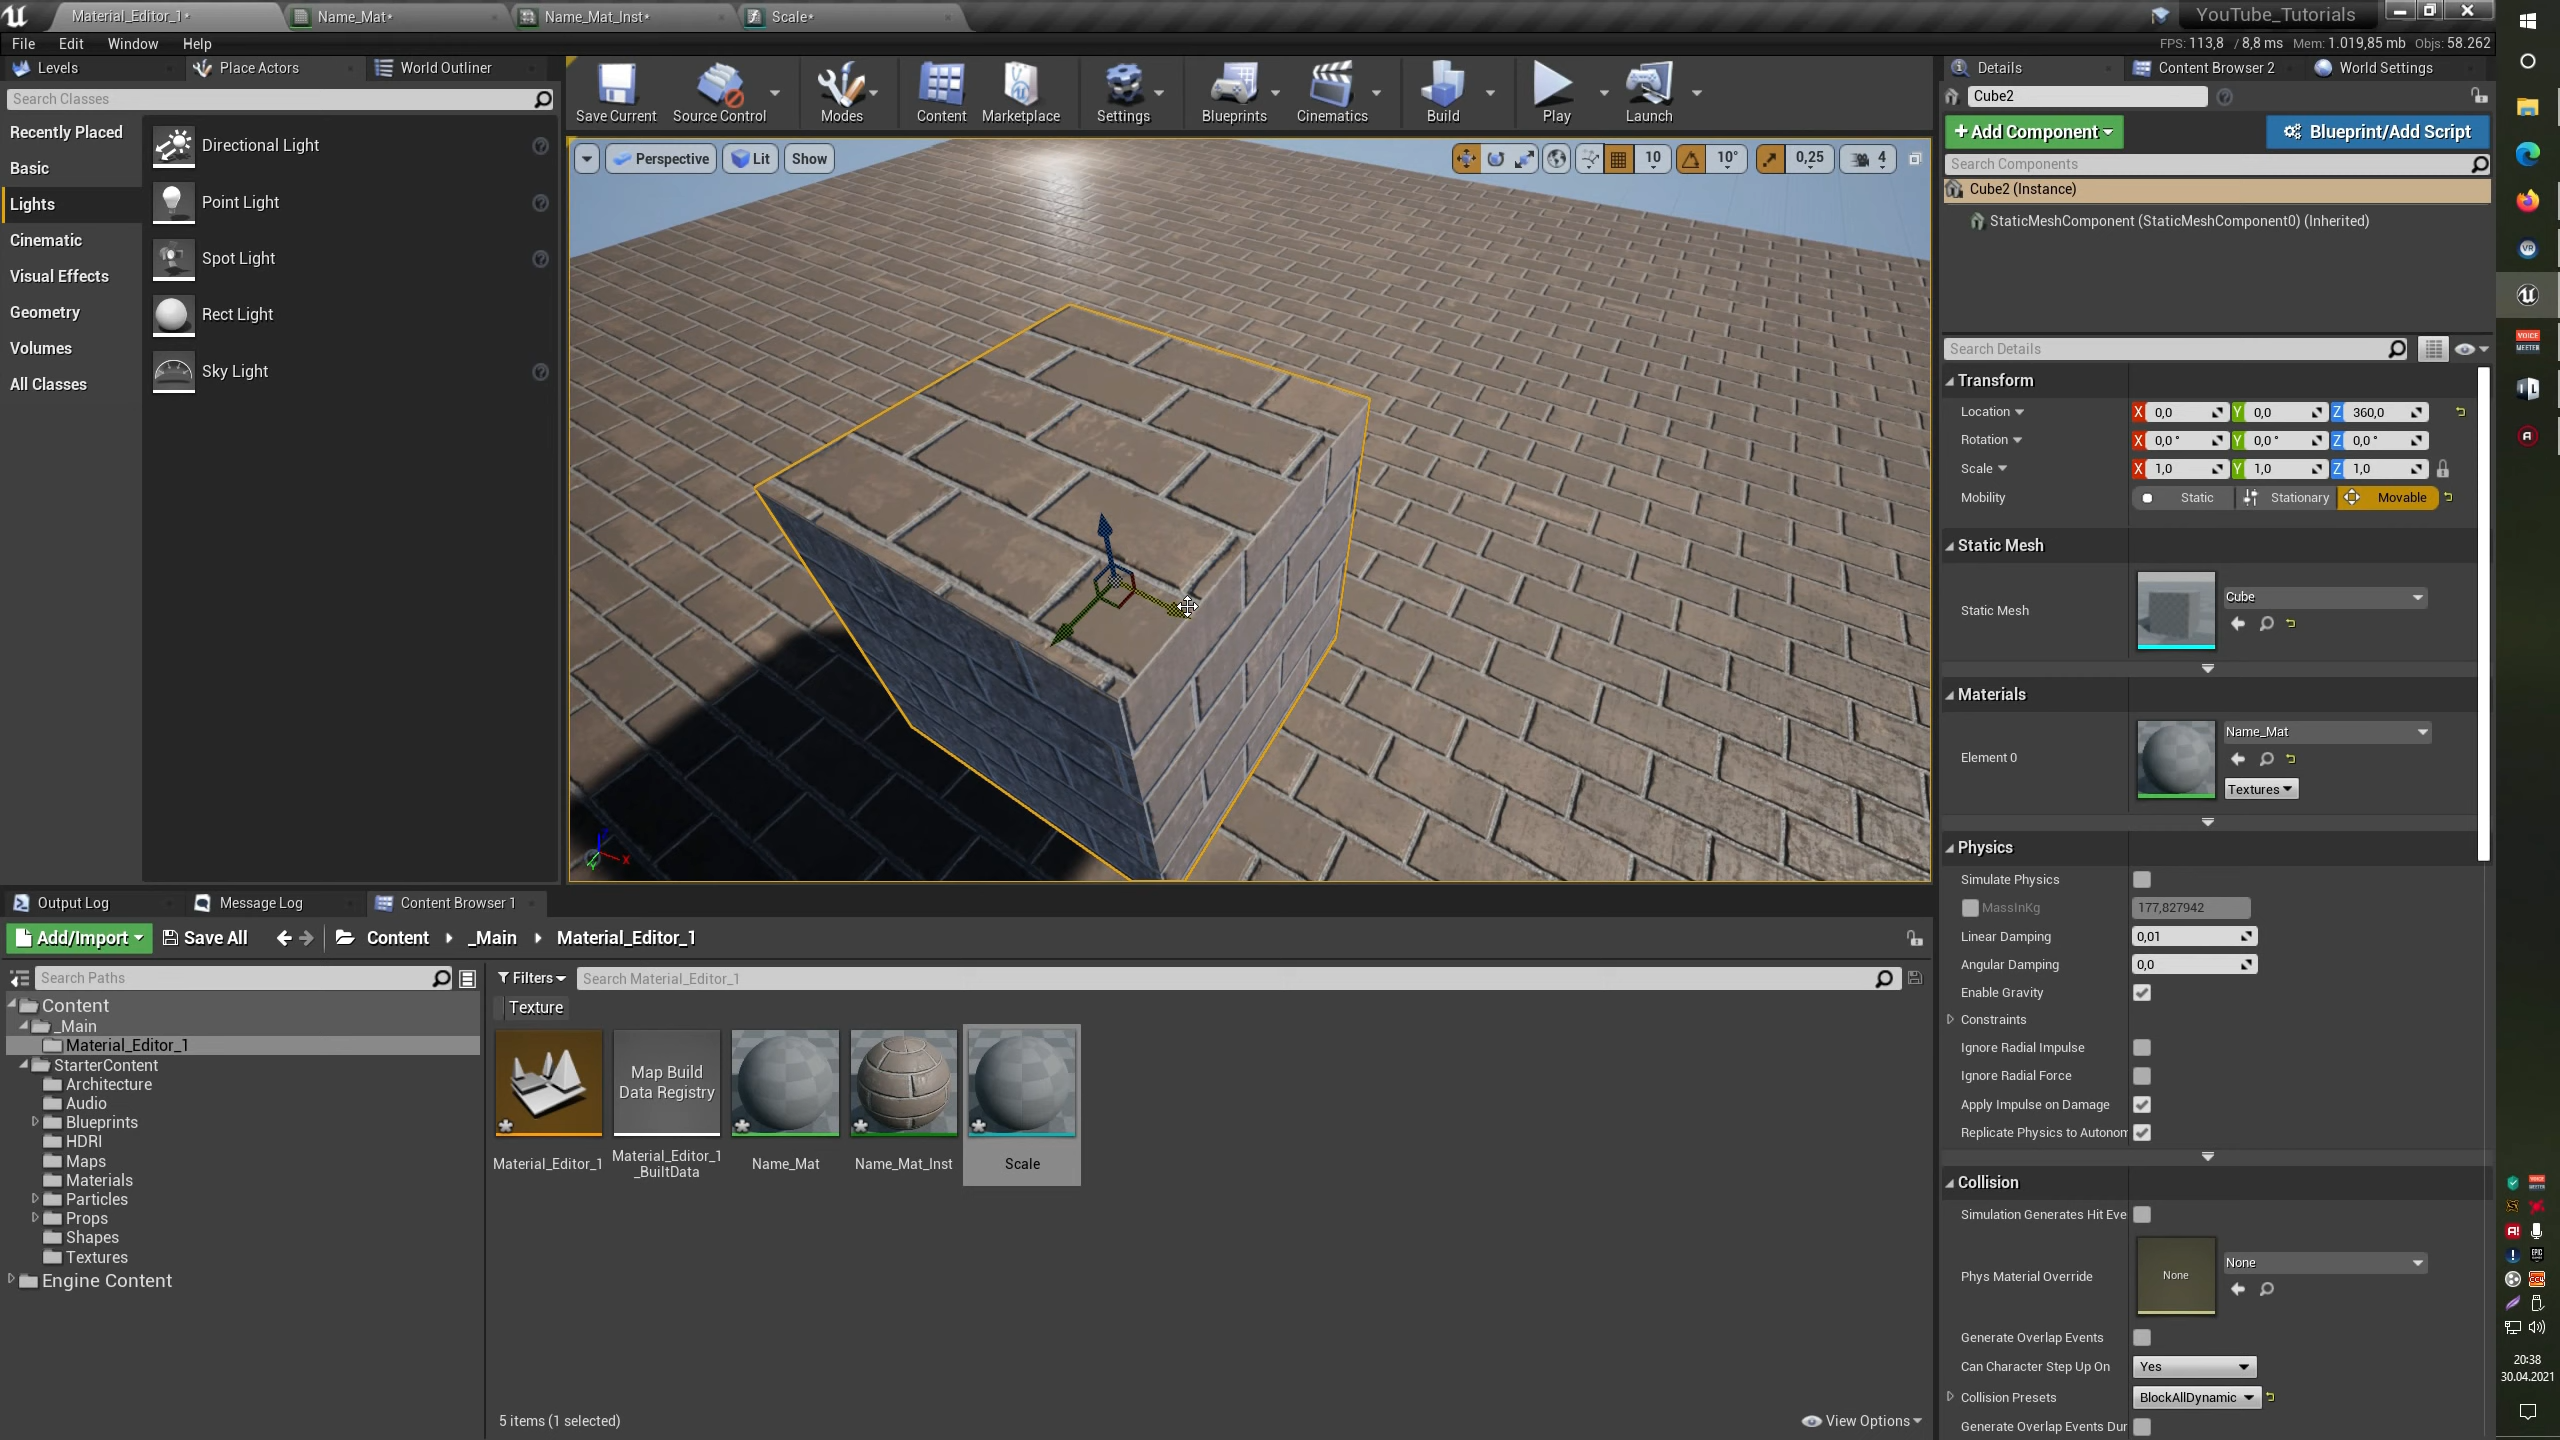 Material_Editor_1*
Name_Mat*
Name_Mat_Inst*
Scale*
YouTube_Tutorials
File Edit Window Help
FPS: 113,8 / 8,8 ms Mem: 1.019,85 mb Objs: 58.262
Levels
Place Actors
World Outliner
Search Classes
Recently Placed
Basic
Lights
Cinematic
Visual Effects
Geometry
Volumes
All Classes
Directional Light
Point Light
Spot Light
Rect Light
Sky Light
Save Current
Source Control
Modes
Content
Marketplace
Settings
Blueprints
Cinematics
Build
Play
Launch
Perspective
Lit
Show
10
10°
0,25
4
X
Details
Content Browser 2
World Settings
Cube2
+Add Component
Blueprint/Add Script
Search Components
Cube2 (Instance)
StaticMeshComponent (StaticMeshComponent0) (Inherited)
Search Details
Transform
Location X 0,0 Y 0,0 Z 360,0
Rotation X 0,0 ° Y 0,0 ° Z 0,0 °
Scale X 1,0 Y 1,0 Z 1,0
Mobility Static Stationary Movable
Static Mesh
Static Mesh
Cube
Materials
Element 0
Name_Mat
Textures
Physics
Simulate Physics
MassInKg 177,827942
Linear Damping 0,01
Angular Damping 0,0
Enable Gravity
Constraints
Ignore Radial Impulse
Ignore Radial Force
Apply Impulse on Damage
Replicate Physics to Autonom
Collision
Simulation Generates Hit Eve
Phys Material Override
None
None
Generate Overlap Events
Can Character Step Up On Yes
Collision Presets BlockAllDynamic
Generate Overlap Events Dur
Output Log
Message Log
Content Browser 1
Add/Import
Save All
Content
_Main
Material_Editor_1
Search Paths
Content
_Main
Material_Editor_1
StarterContent
Architecture
Audio
Blueprints
HDRI
Maps
Materials
Particles
Props
Shapes
Textures
Engine Content
Filters
Search Material_Editor_1
Texture
Map Build
Data Registry
Material_Editor_1
Material_Editor_1
_BuiltData
Name_Mat
Name_Mat_Inst
Scale
5 items (1 selected)
View Options
VR
VOICE
MEETER
20:38
30.04.2021